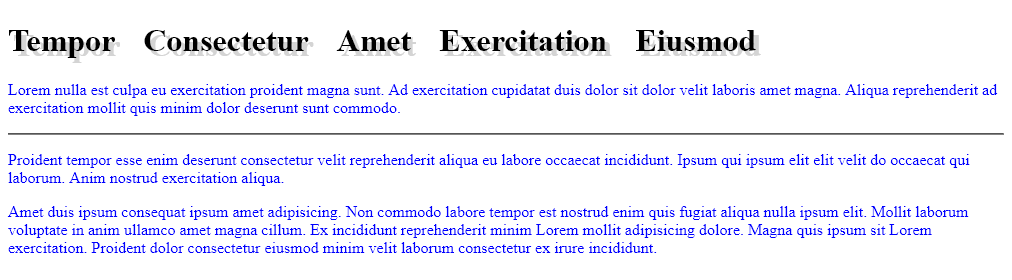 Tempor Consectetur Amet Exercitation Eiusmod
Lorem nulla est culpa eu exercitation proident magna sunt. Ad exercitation cupidatat duis dolor sit dolor velit laboris amet magna. Aliqua reprehenderit ad
exercitation mollit quis minim dolor deserunt sunt commodo.
Proident tempor esse enim deserunt consectetur velit reprehenderit aliqua eu labore occaecat incididunt. Ipsum qui ipsum elit elit velit do occaecat qui
laborum. Anim nostrud exercitation aliqua.
Amet duis ipsum consequat ipsum amet adipisicing. Non commodo labore tempor est nostrud enim quis fugiat aliqua nulla ipsum elit. Mollit laborum
voluptate in anim ullamco amet magna cillum. Ex incididunt reprehenderit minim Lorem mollit adipisicing dolore. Magna quis ipsum sit Lorem
exercitation. Proident dolor consectetur eiusmod minim velit laborum consectetur ex irure incididunt.